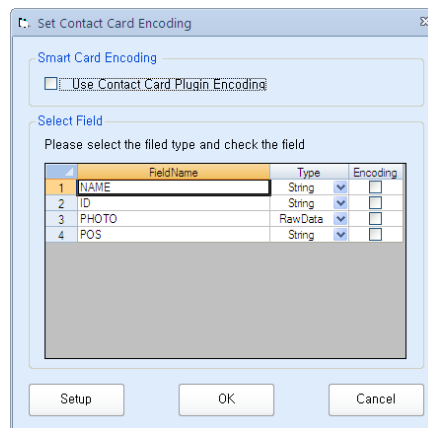 Set Contact Card Encoding
Smart Card Encoding
Use Contact Card Plugin Encoding
Select Field
Please select the filed type and check the field
FieldName Type Encoding
1 NAME String
2 ID String
3 PHOTO RawData
4 POS String
Setup OK Cancel